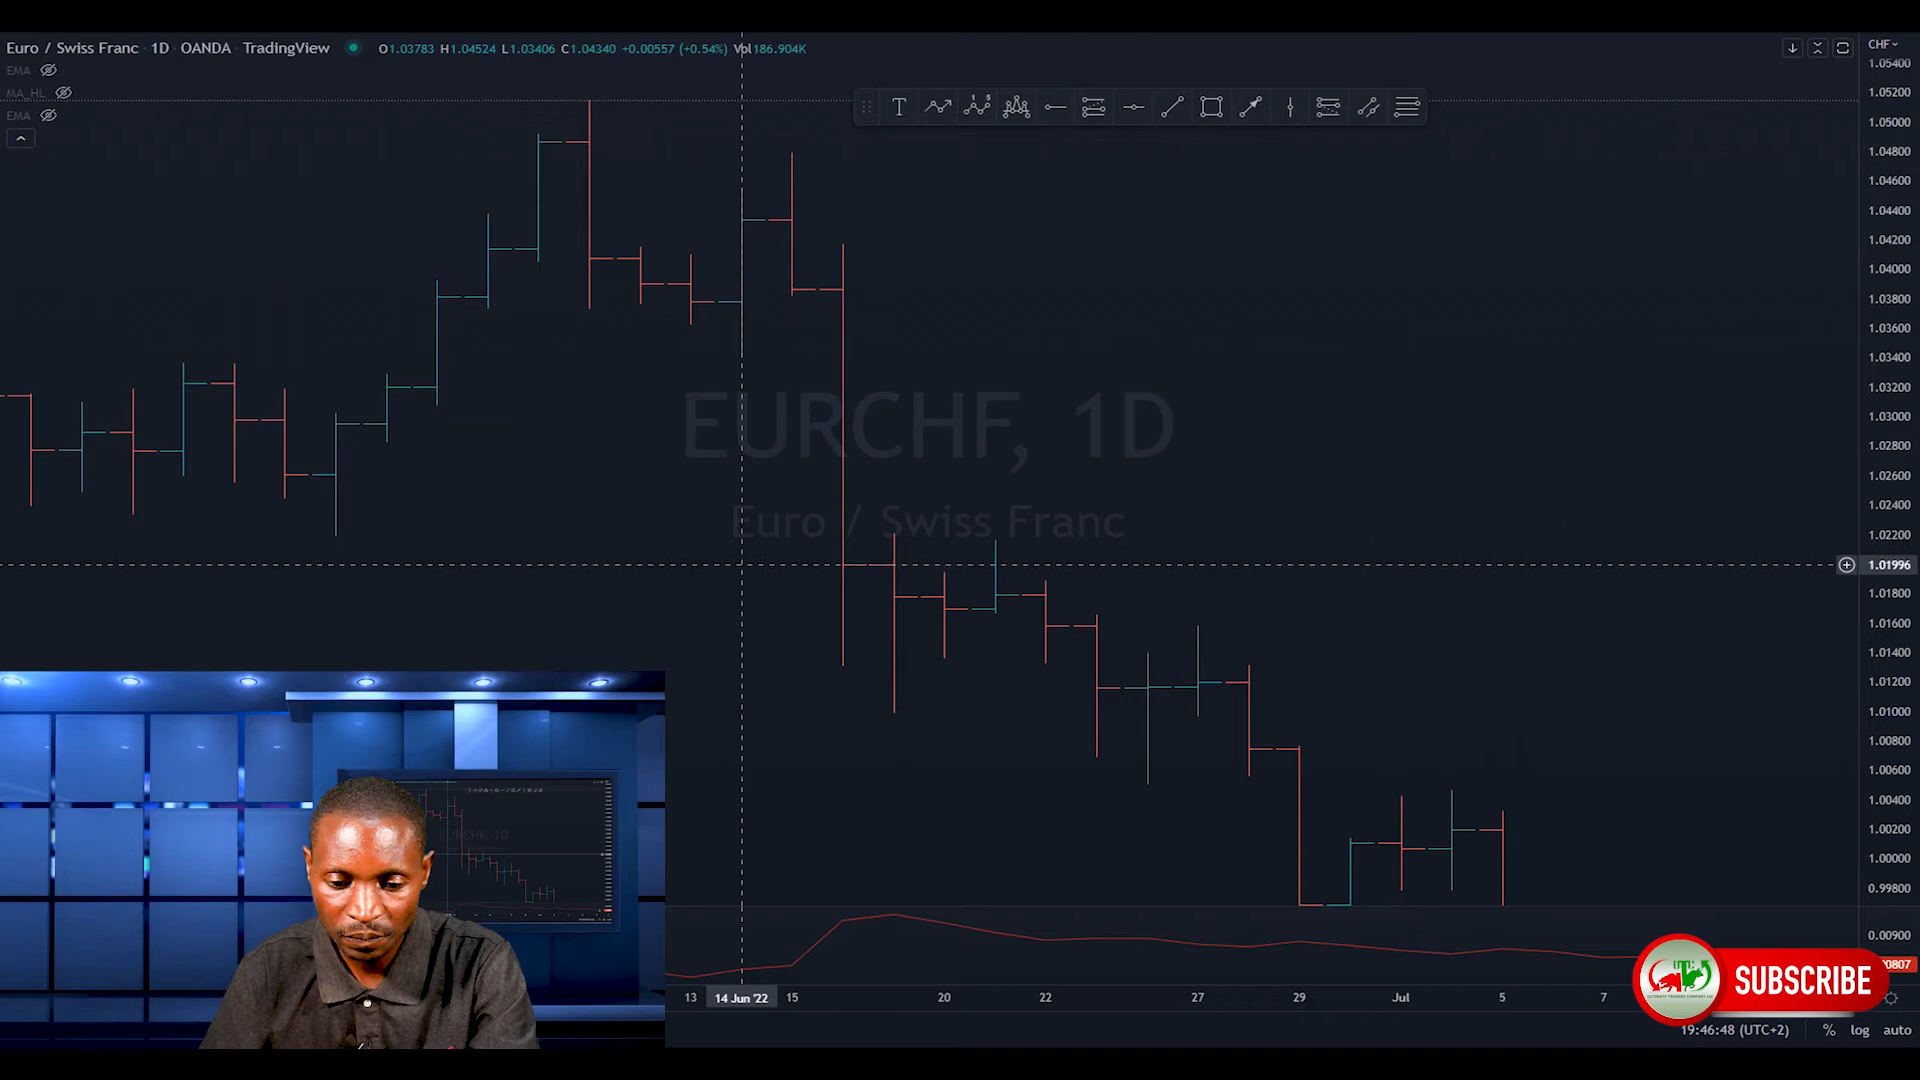 Euro / Swiss Franc · 1D · OANDA · TradingView O1.03783 H1.04524 L1.03406 C1.04340 +0.00557 (+0.54%) Vol186.904K
EMA
MA_HL
EMA
CHF
1.05400
1.05200
1.05000
1.04800
1.04600
1.04400
1.04200
1.04000
1.03800
1.03600
1.03400
1.03200
1.03000
1.02800
1.02600
1.02400
1.02200
1.01996
1.01800
1.01600
1.01400
1.01200
1.01000
1.00800
1.00600
1.00400
1.00200
1.00000
0.99800
0.00900
00807
EURCHF, 1D
Euro / Swiss Franc
EURCHF, 1D
SUBSCRIBE
13 14 Jun '22 15 20 22 27 29 Jul 5 7
19:46:48 (UTC+2) % log auto